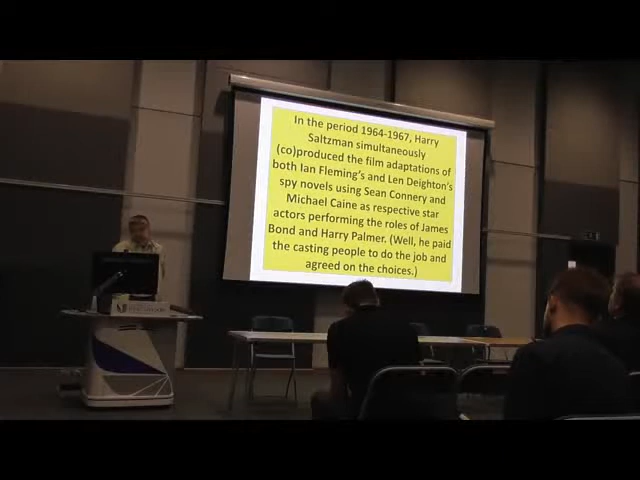 In the period 1964-1967, Harry
Saltzman simultaneously
(co)produced the film adaptations of
both Ian Fleming's and Len Deighton's
spy novels using Sean Connery and
Michael Caine as respective star
actors performing the roles of James
Bond and Harry Palmer. (Well, he paid
the casting people to do the job and
agreed on the choices.)